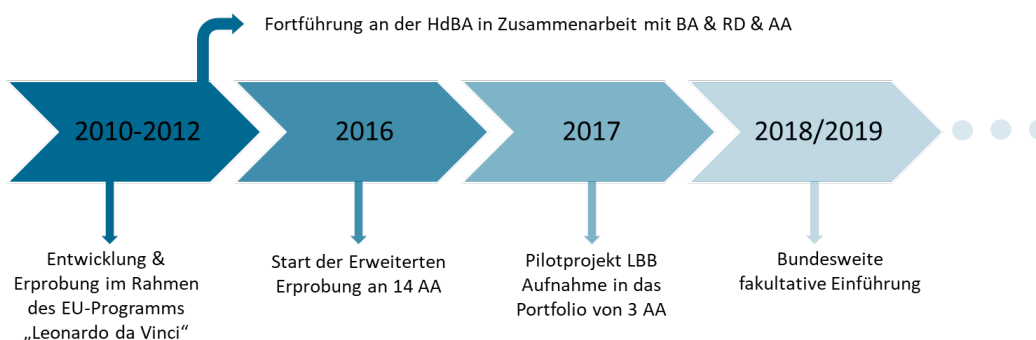 Fortführung an der HdBA in Zusammenarbeit mit BA & RD & AA
2010-2012
2016
2017
2018/2019
Entwicklung &
Erprobung im Rahmen
des EU-Programms
„Leonardo da Vinci“
Start der Erweiterten
Erprobung an 14 AA
Pilotprojekt LBB
Aufnahme in das
Portfolio von 3 AA
Bundesweite
fakultative Einführung